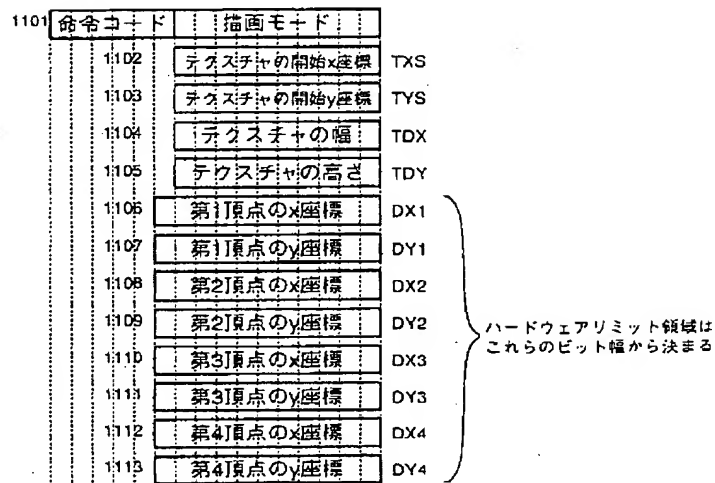 1101 命令コード 描画モード
1102 テクスチャの開始x座標 TXS
1103 テクスチャの開始y座標 TYS
1104 テクスチャの幅 TDX
1105 テクスチャの高さ TDY
1106 第1頂点のx座標 DX1
1107 第1頂点のy座標 DY1
1108 第2頂点のx座標 DX2
1109 第2頂点のy座標 DY2
1110 第3頂点のx座標 DX3
1111 第3頂点のy座標 DY3
1112 第4頂点のx座標 DX4
1113 第4頂点のy座標 DY4
ハードウェアリミット領域は
これらのビット幅から決まる